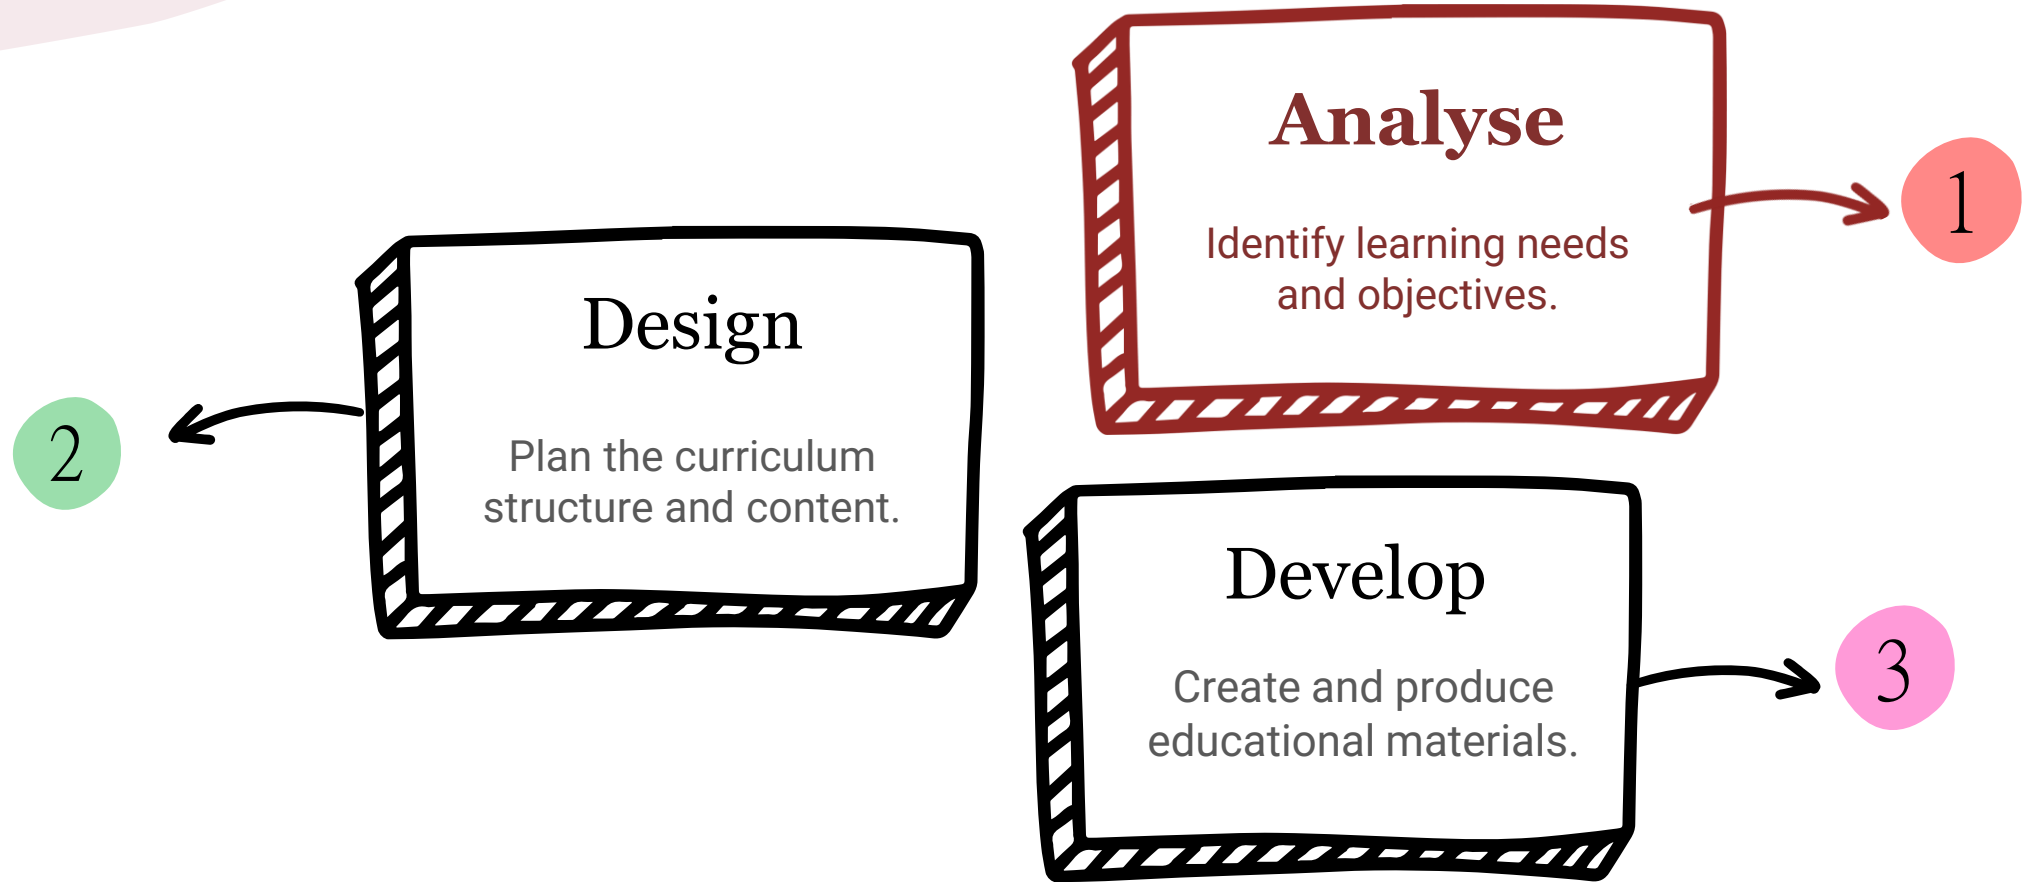 Analyse
Identify learning needs
and objectives.
1
Design
Plan the curriculum
structure and content.
2
Develop
Create and produce
educational materials.
3